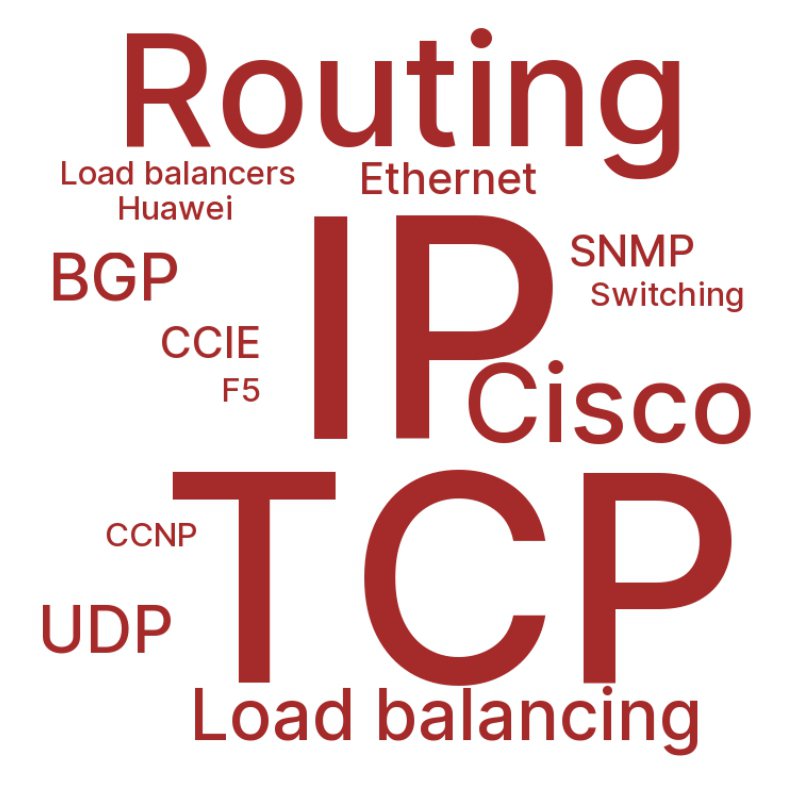 Routing
Load balancers
Ethernet
Huawei
IP
SNMP
BGP
Switching
CCIE
Cisco
F5
TCP
CCNP
UDP
Load balancing